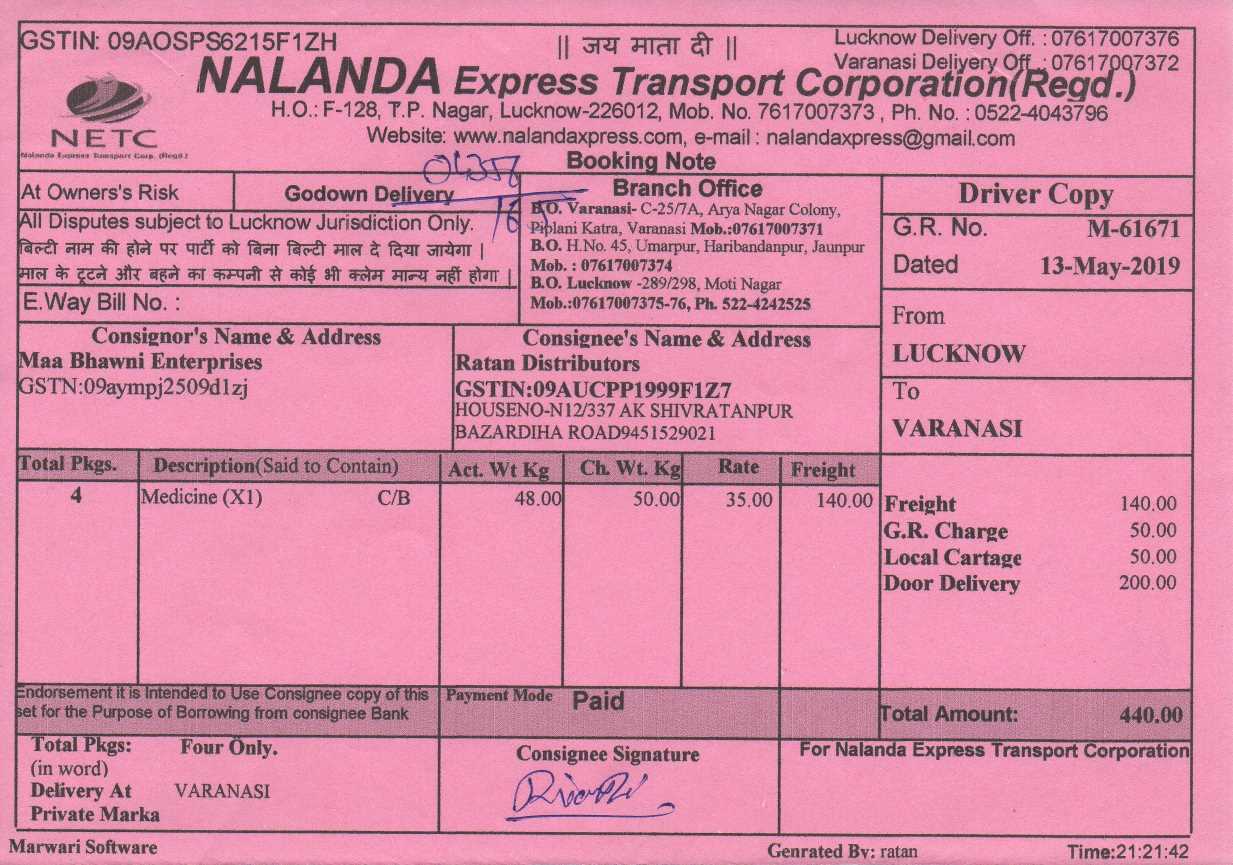 GSTIN: 09AOSPS6215F1ZH
|| जय माता दी ||
Lucknow Delivery Off. : 07617007376
Varanasi Delivery Off. : 07617007372
NALANDA Express Transport Corporation(Regd.)
H.O.: F-128, T.P. Nagar, Lucknow-226012, Mob. No. 7617007373 , Ph. No. : 0522-4043796
Website: www.nalandaxpress.com, e-mail : nalandaxpress@gmail.com
NETC
Nalanda Express Transport Corp. (Regd.)
Booking Note
At Owners's Risk
Godown Delivery
All Disputes subject to Lucknow Jurisdiction Only.
बिल्टी नाम की होने पर पार्टी को बिना बिल्टी माल दे दिया जायेगा |
माल के टूटने और बहने का कम्पनी से कोई भी क्लेम मान्य नहीं होगा |
E.Way Bill No. :
Branch Office
B.O. Varanasi- C-25/7A, Arya Nagar Colony,
Piplani Katra, Varanasi Mob.:07617007371
B.O. H.No. 45, Umarpur, Haribandanpur, Jaunpur
Mob. : 07617007374
B.O. Lucknow -289/298, Moti Nagar
Mob.:07617007375-76, Ph. 522-4242525
Driver Copy
G.R. No. M-61671
Dated 13-May-2019
From
LUCKNOW
To
VARANASI
Consignor's Name & Address
Maa Bhawni Enterprises
GSTN:09aympj2509d1zj
Consignee's Name & Address
Ratan Distributors
GSTIN:09AUCPP1999F1Z7
HOUSENO-N12/337 AK SHIVRATANPUR
BAZARDIHA ROAD9451529021
Total Pkgs. Description(Said to Contain) Act. Wt Kg Ch. Wt. Kg Rate Freight
4 Medicine (X1) C/B 48.00 50.00 35.00 140.00
Freight 140.00
G.R. Charge 50.00
Local Cartage 50.00
Door Delivery 200.00
Endorsement it is Intended to Use Consignee copy of this
set for the Purpose of Borrowing from consignee Bank
Payment Mode Paid
Total Amount: 440.00
Total Pkgs: Four Only.
(in word)
Delivery At VARANASI
Private Marka
Consignee Signature
For Nalanda Express Transport Corporation
Marwari Software
Genrated By: ratan
Time:21:21:42